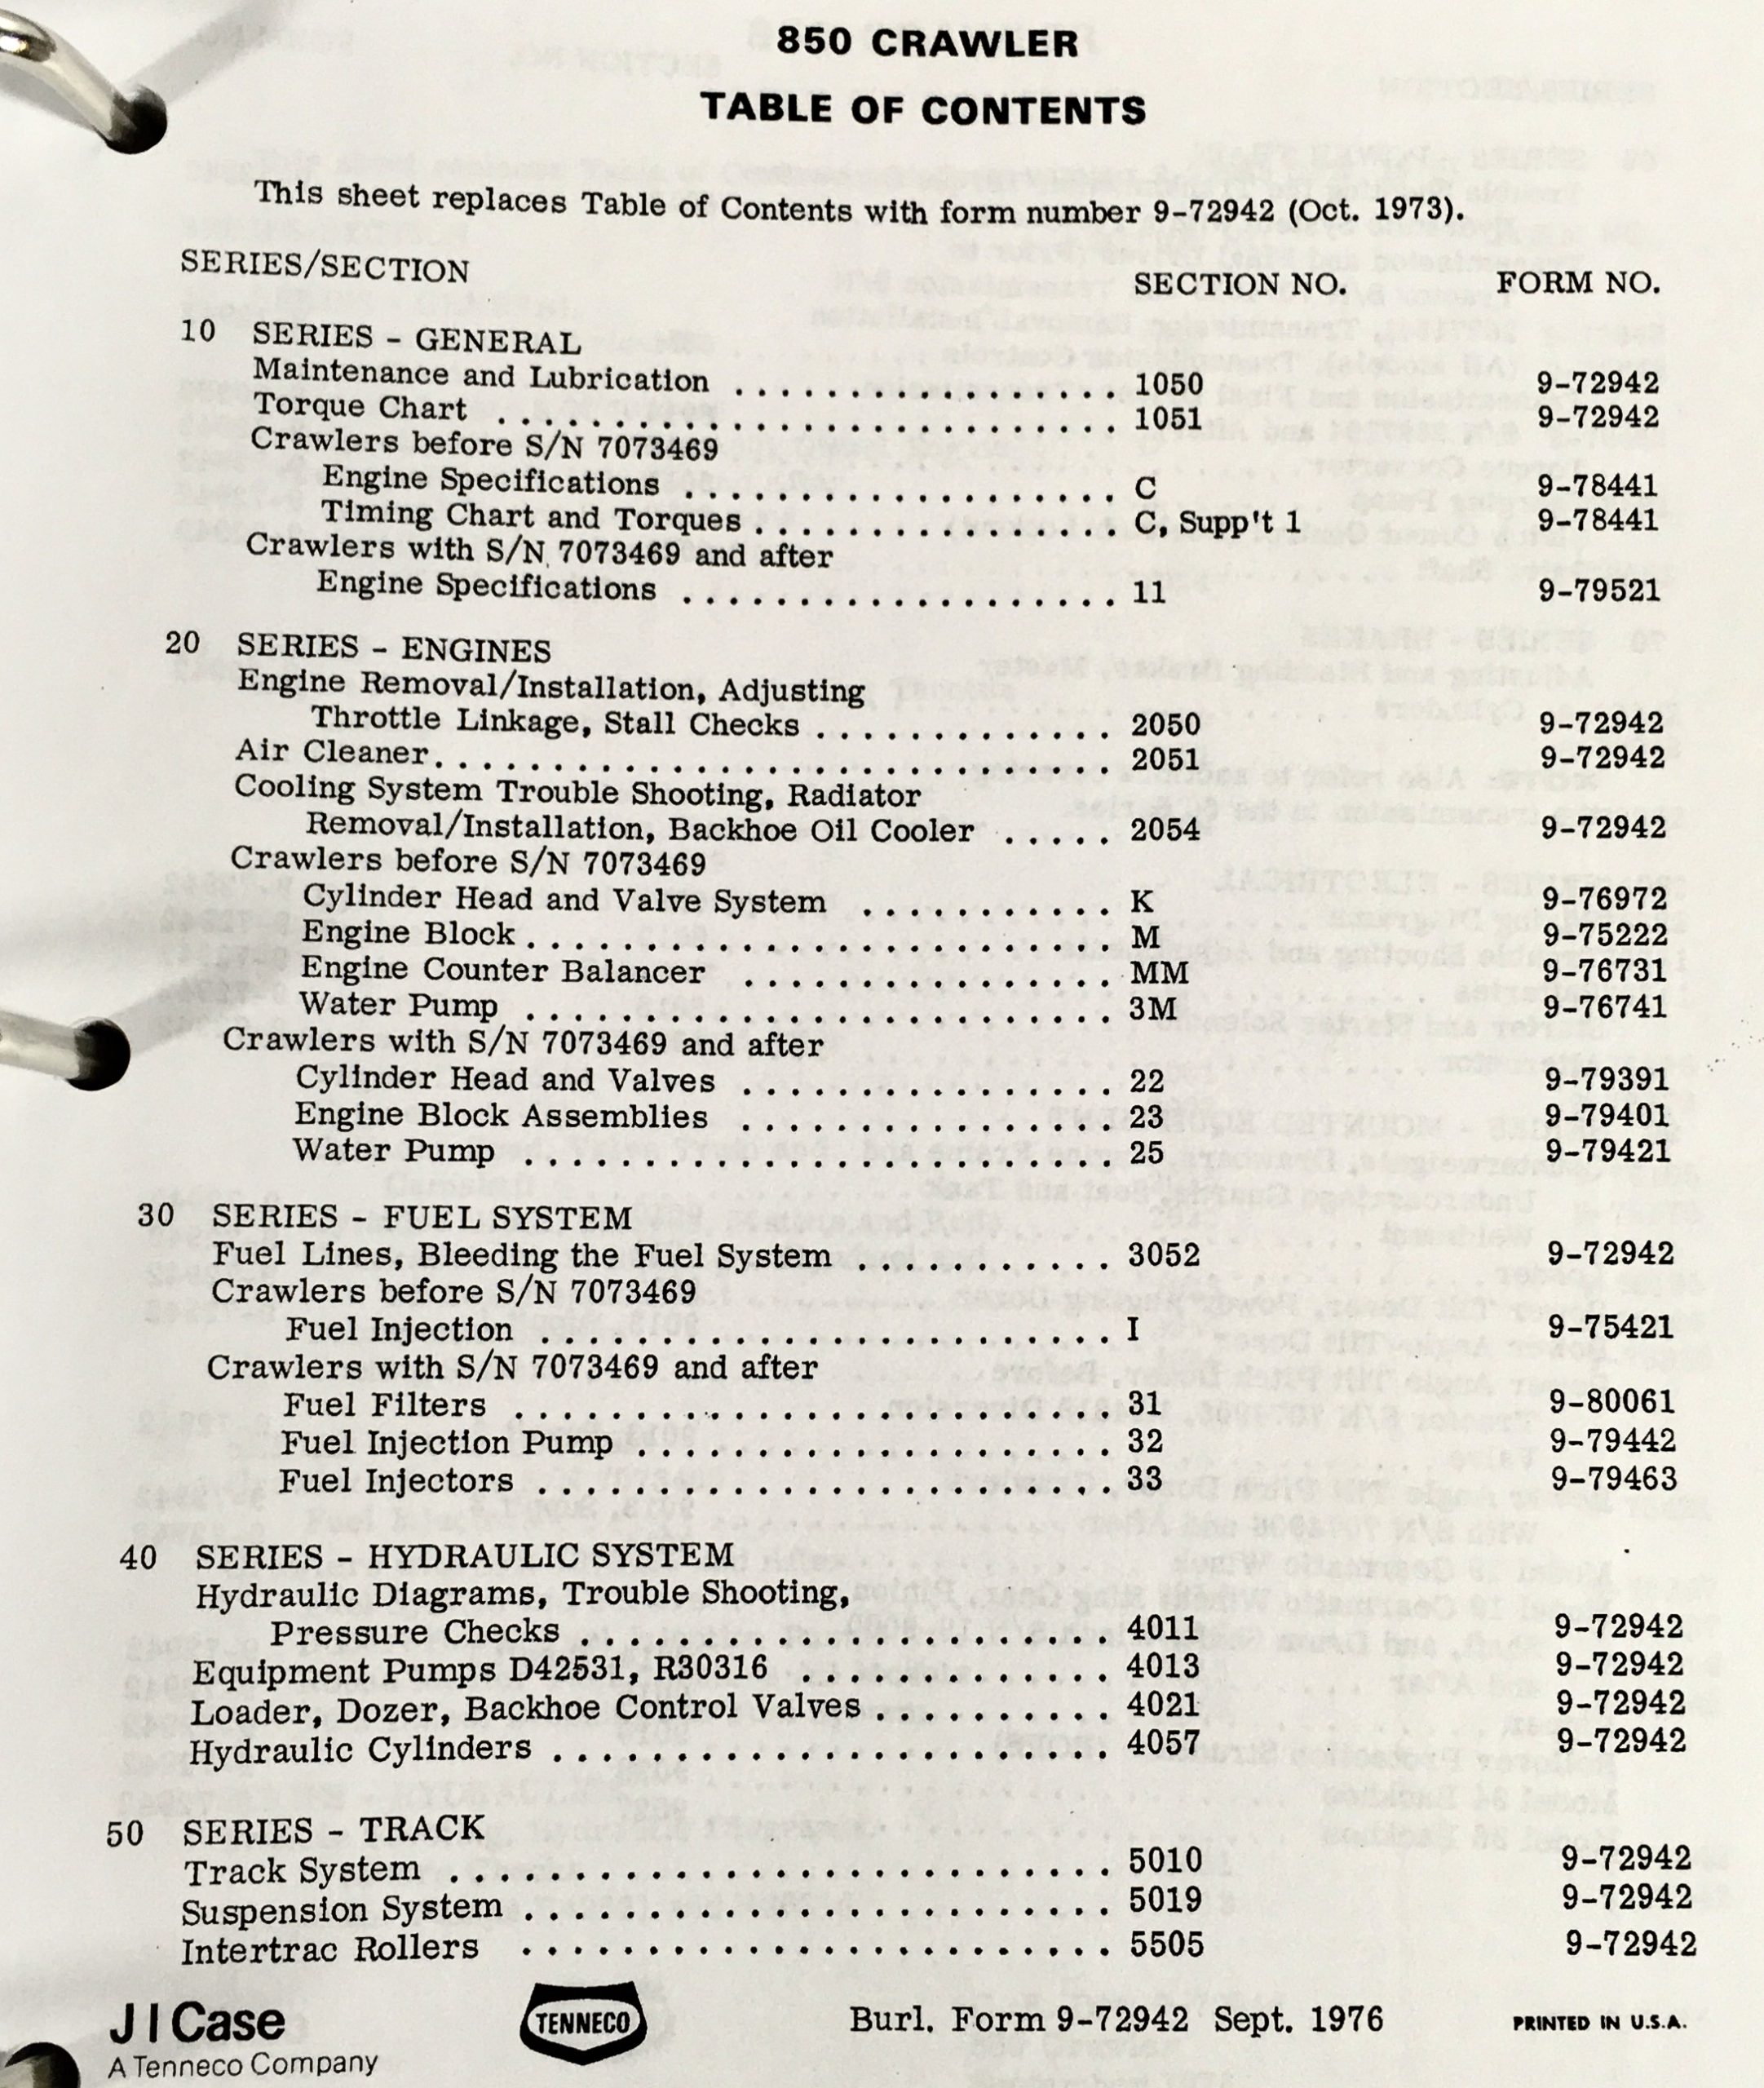 850 CRAWLER
TABLE OF CONTENTS
This sheet replaces Table of Contents with form number 9-72942 (Oct. 1973).
SERIES/SECTION SECTION NO. FORM NO.
10 SERIES - GENERAL
Maintenance and Lubrication . . . . . . . . . . . . . . . . . 1050 9-72942
Torque Chart . . . . . . . . . . . . . . . . . . . . . . . . . . . 1051 9-72942
Crawlers before S/N 7073469
Engine Specifications . . . . . . . . . . . . . . . . . . . C 9-78441
Timing Chart and Torques . . . . . . . . . . . . . . . . C, Supp't 1 9-78441
Crawlers with S/N 7073469 and after
Engine Specifications . . . . . . . . . . . . . . . . . . . 11 9-79521
20 SERIES - ENGINES
Engine Removal/Installation, Adjusting
Throttle Linkage, Stall Checks . . . . . . . . . . . . . 2050 9-72942
Air Cleaner . . . . . . . . . . . . . . . . . . . . . . . . . . . . . 2051 9-72942
Cooling System Trouble Shooting, Radiator
Removal/Installation, Backhoe Oil Cooler . . . . . 2054 9-72942
Crawlers before S/N 7073469
Cylinder Head and Valve System . . . . . . . . . . . K 9-76972
Engine Block . . . . . . . . . . . . . . . . . . . . . . . . . M 9-75222
Engine Counter Balancer . . . . . . . . . . . . . . . . MM 9-76731
Water Pump . . . . . . . . . . . . . . . . . . . . . . . . . 3M 9-76741
Crawlers with S/N 7073469 and after
Cylinder Head and Valves . . . . . . . . . . . . . . . . 22 9-79391
Engine Block Assemblies . . . . . . . . . . . . . . . . 23 9-79401
Water Pump . . . . . . . . . . . . . . . . . . . . . . . . . 25 9-79421
30 SERIES - FUEL SYSTEM
Fuel Lines, Bleeding the Fuel System . . . . . . . . . . . 3052 9-72942
Crawlers before S/N 7073469
Fuel Injection . . . . . . . . . . . . . . . . . . . . . . . . . I 9-75421
Crawlers with S/N 7073469 and after
Fuel Filters . . . . . . . . . . . . . . . . . . . . . . . . . . 31 9-80061
Fuel Injection Pump . . . . . . . . . . . . . . . . . . . . 32 9-79442
Fuel Injectors . . . . . . . . . . . . . . . . . . . . . . . . . 33 9-79463
40 SERIES - HYDRAULIC SYSTEM
Hydraulic Diagrams, Trouble Shooting,
Pressure Checks . . . . . . . . . . . . . . . . . . . . . . . 4011 9-72942
Equipment Pumps D42531, R30316 . . . . . . . . . . . . . 4013 9-72942
Loader, Dozer, Backhoe Control Valves . . . . . . . . . . 4021 9-72942
Hydraulic Cylinders . . . . . . . . . . . . . . . . . . . . . . . . 4057 9-72942
50 SERIES - TRACK
Track System . . . . . . . . . . . . . . . . . . . . . . . . . . . . 5010 9-72942
Suspension System . . . . . . . . . . . . . . . . . . . . . . . . . 5019 9-72942
Intertrac Rollers . . . . . . . . . . . . . . . . . . . . . . . . . 5505 9-72942
J I Case TENNECO Burl. Form 9-72942 Sept. 1976 PRINTED IN U.S.A.
A Tenneco Company